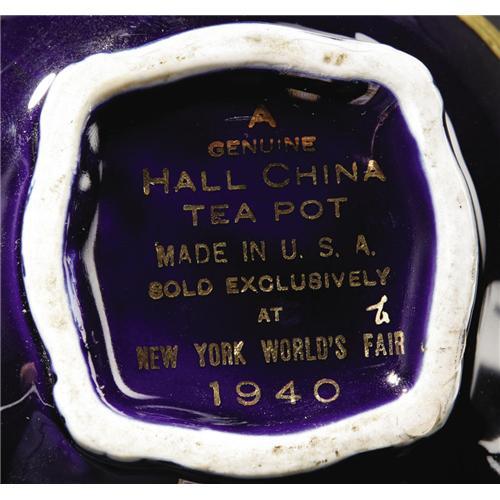 A
GENUINE
HALL CHINA
TEA POT
MADE IN U. S. A.
SOLD EXCLUSIVELY
AT
NEW YORK WORLD'S FAIR
1940